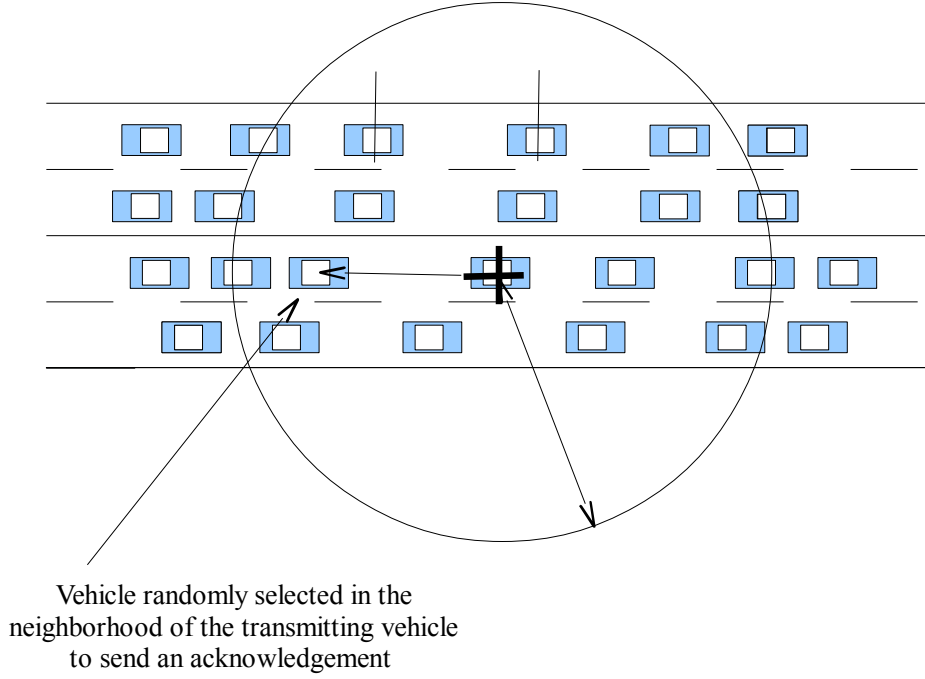 Vehicle randomly selected in the
neighborhood of the transmitting vehicle
to send an acknowledgement